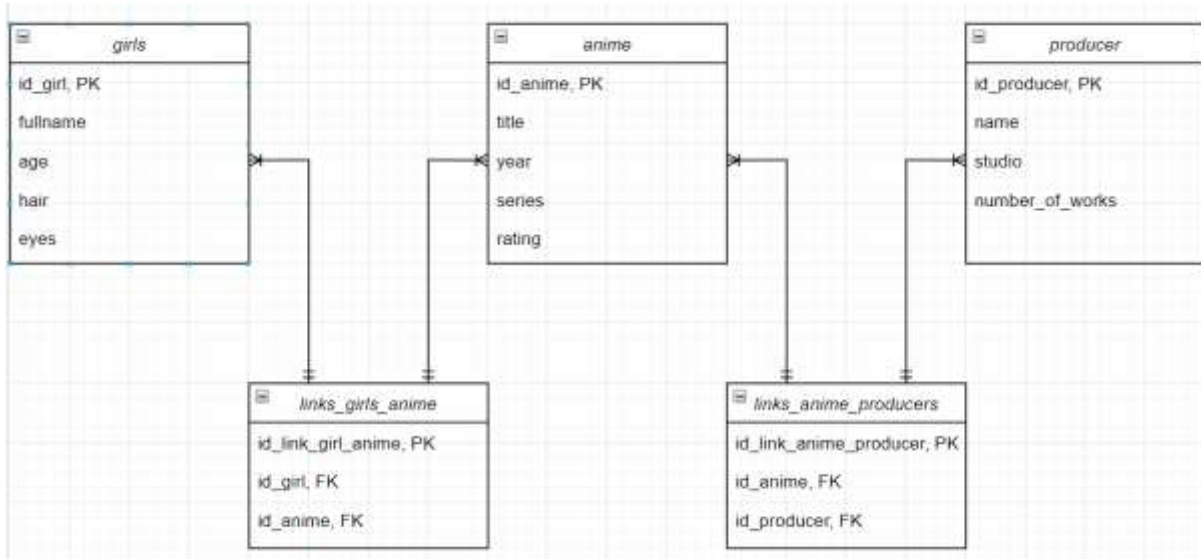 girls
id_girl, PK
fullname
age
hair
eyes
anime
id_anime, PK
title
year
series
rating
producer
id_producer, PK
name
studio
number_of_works
links_girls_anime
id_link_girl_anime, PK
id_girl, FK
id_anime, FK
links_anime_producers
id_link_anime_producer, PK
id_anime, FK
id_producer, FK